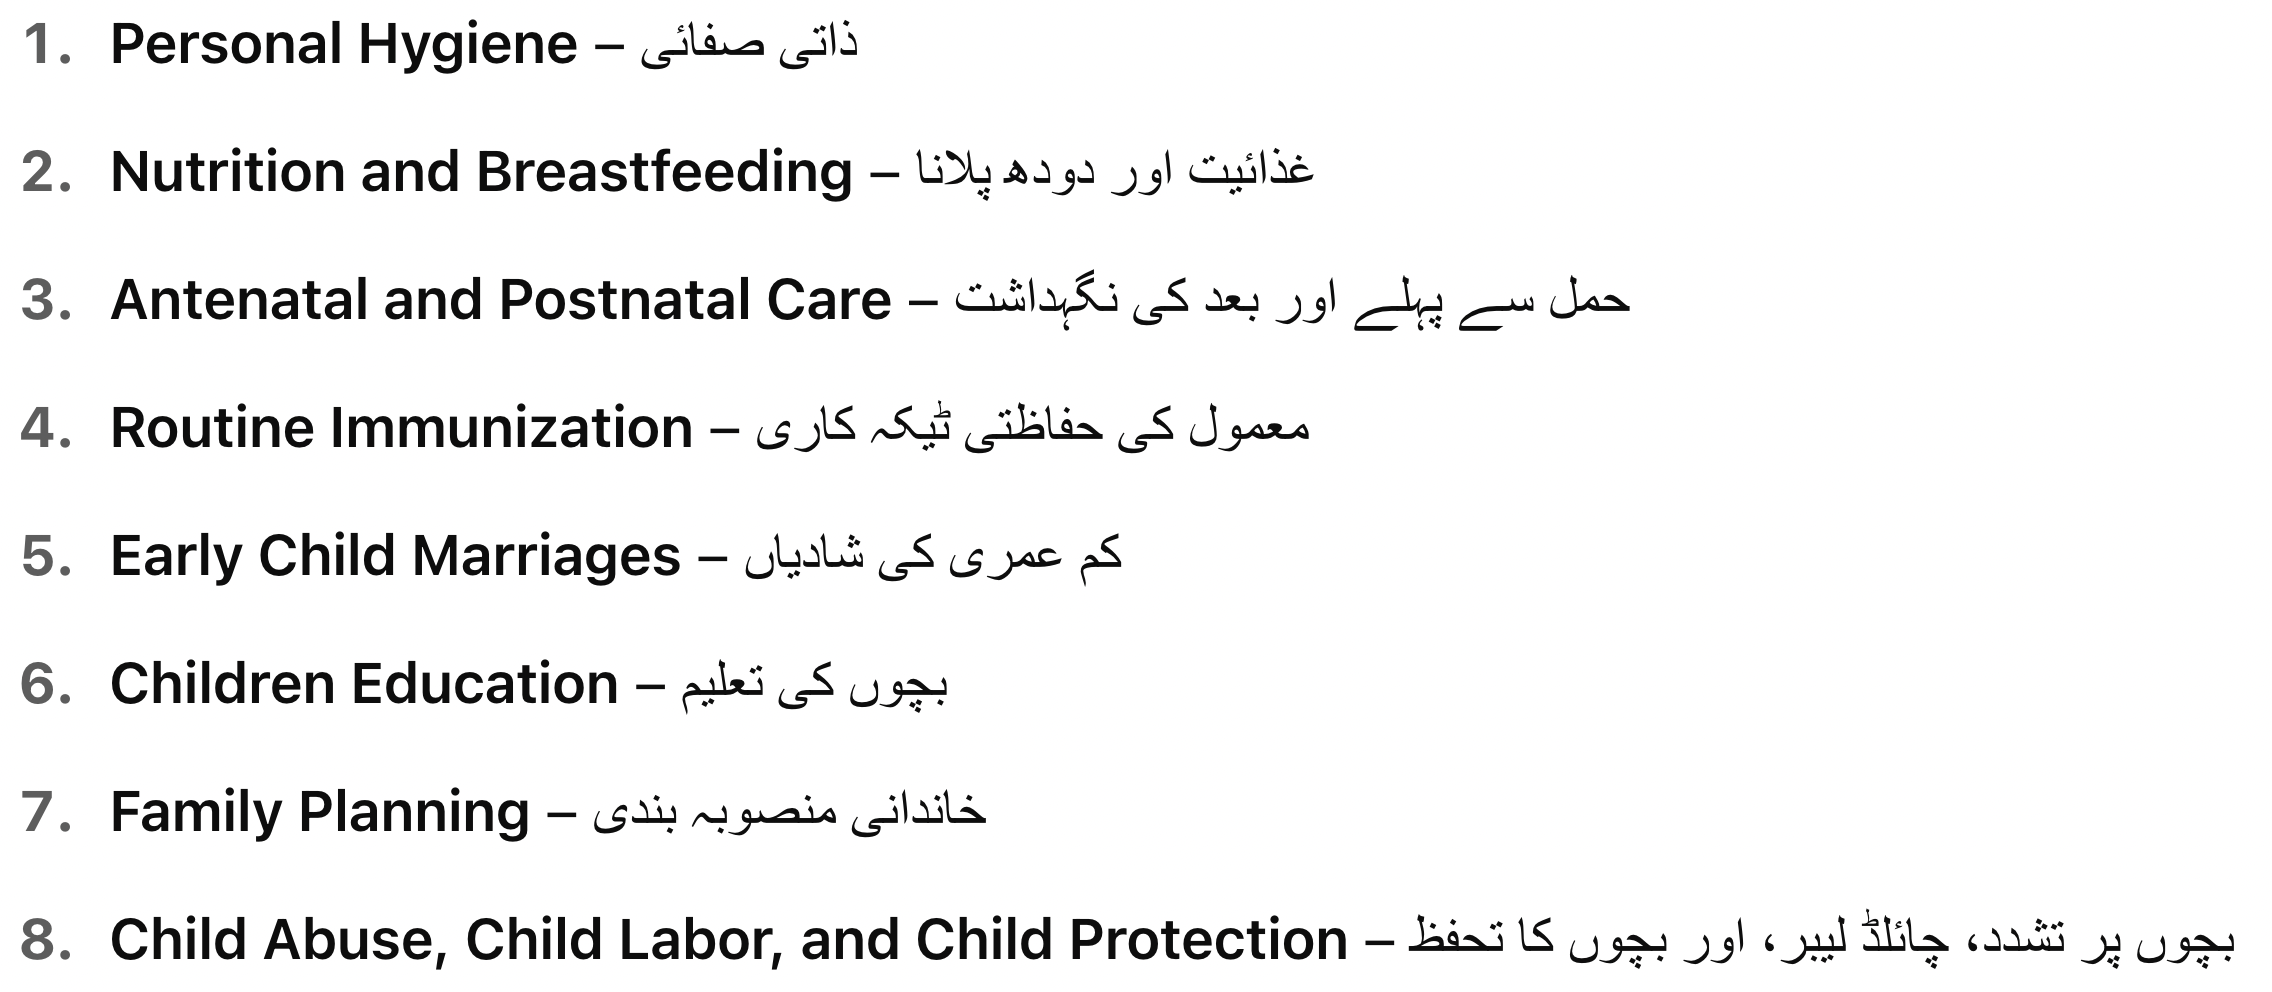 1. Personal Hygiene – ذاتی صفائی
2. Nutrition and Breastfeeding – غذائیت اور دودھ پلانا
3. Antenatal and Postnatal Care – حمل سے پہلے اور بعد کی نگہداشت
4. Routine Immunization – معمول کی حفاظتی ٹیکہ کاری
5. Early Child Marriages – کم عمری کی شادیاں
6. Children Education – بچوں کی تعلیم
7. Family Planning – خاندانی منصوبہ بندی
8. Child Abuse, Child Labor, and Child Protection – بچوں پر تشدد، چائلڈ لیبر، اور بچوں کا تحفظ